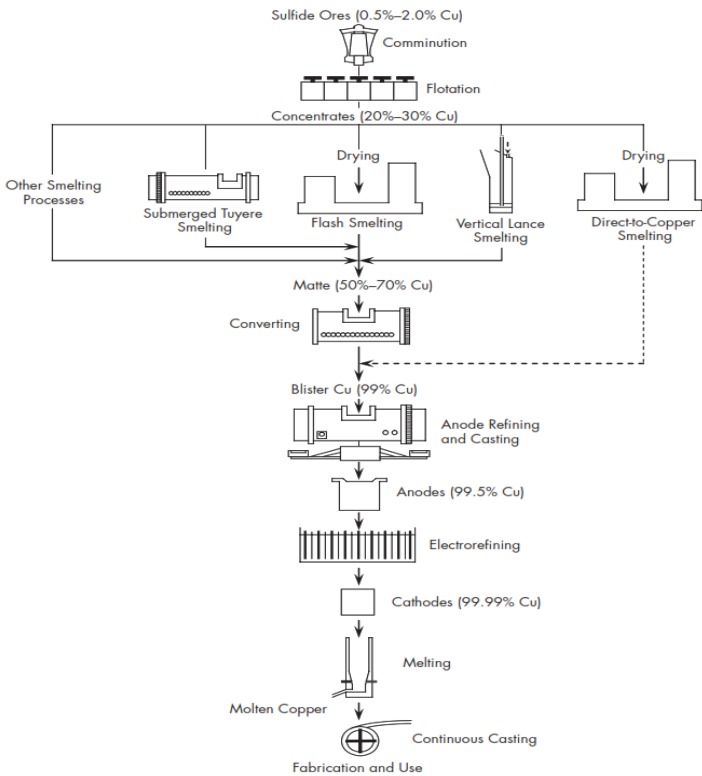 Sulfide Ores (0.5%–2.0% Cu)
Comminution
Flotation
Concentrates (20%–30% Cu)
Drying
Drying
Other Smelting
Processes
Submerged Tuyere
Smelting
Flash Smelting
Vertical Lance
Smelting
Direct-to-Copper
Smelting
Matte (50%–70% Cu)
Converting
Blister Cu (99% Cu)
Anode Refining
and Casting
Anodes (99.5% Cu)
Electrorefining
Cathodes (99.99% Cu)
Melting
Molten Copper
Continuous Casting
Fabrication and Use